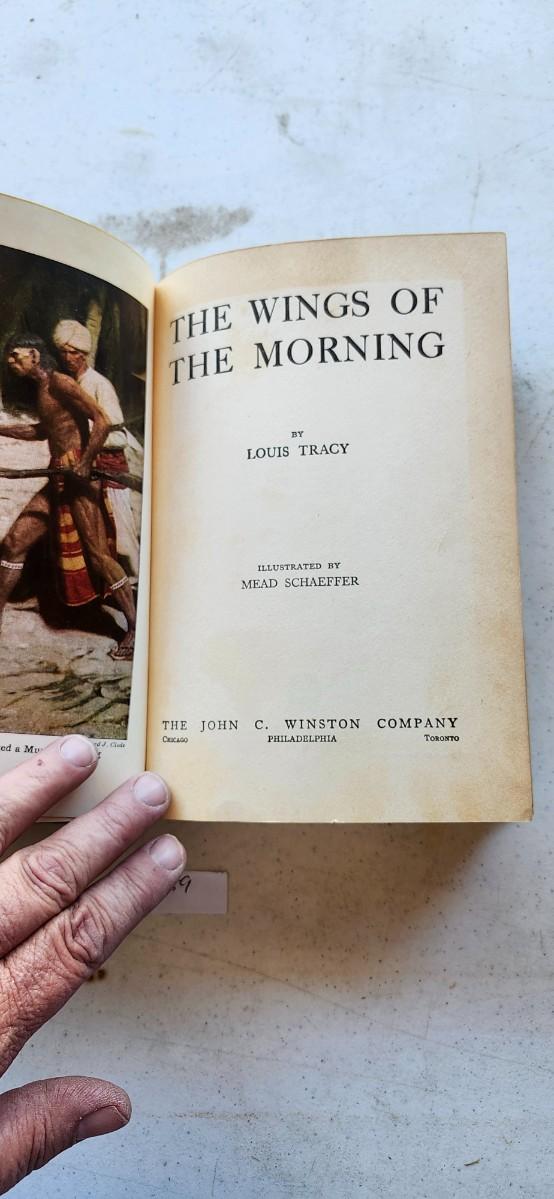 THE WINGS OF
THE MORNING
BY
LOUIS TRACY
ILLUSTRATED BY
MEAD SCHAEFFER
THE JOHN C. WINSTON COMPANY
CHICAGO PHILADELPHIA TORONTO